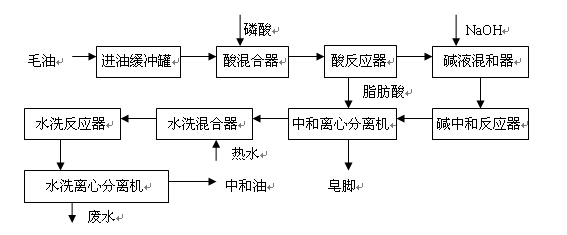 磷酸
NaOH
毛油
进油缓冲罐
酸混合器
酸反应器
碱液混和器
脂肪酸
水洗反应器
水洗混合器
中和离心分离机
碱中和反应器
热水
水洗离心分离机
中和油
皂脚
废水